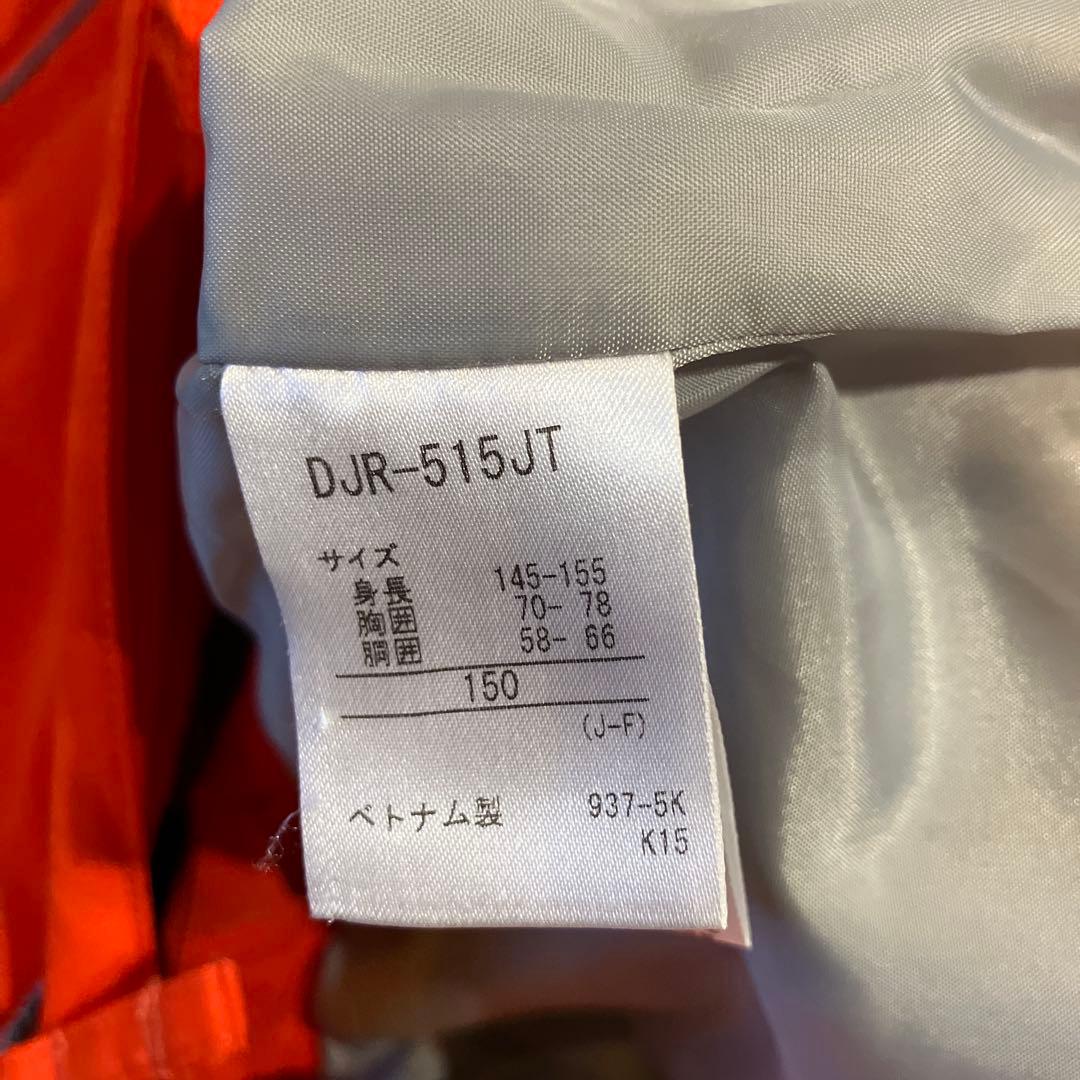 DJR-515JT
サイズ
身長 145-155
胸囲 70- 78
胴囲 58- 66
150
(J-F)
ベトナム製 937-5K
K15